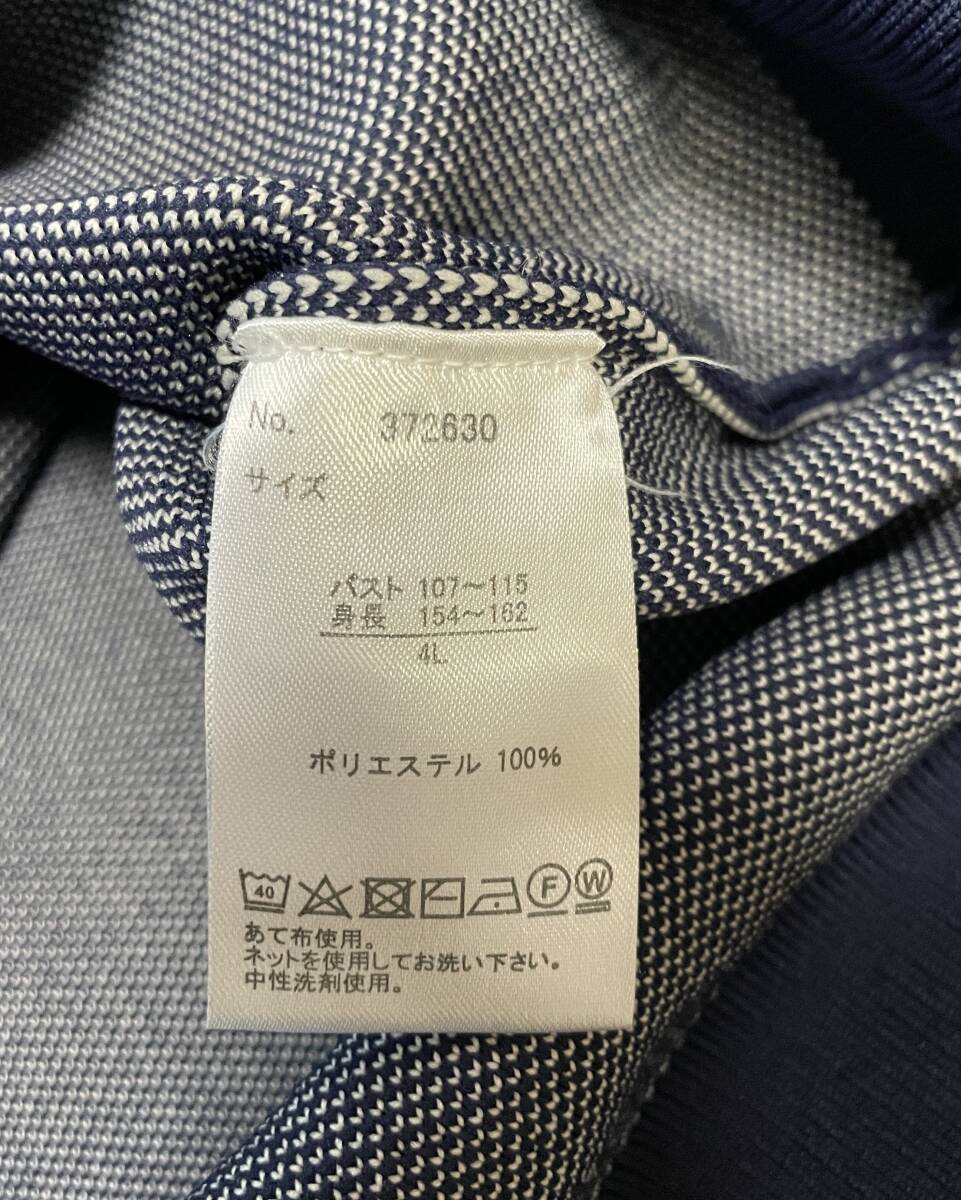 No. 372630
サイズ
バスト 107～115
身長 154～162
4L
ポリエステル 100%
40 F W
あて布使用。
ネットを使用してお洗い下さい。
中性洗剤使用。